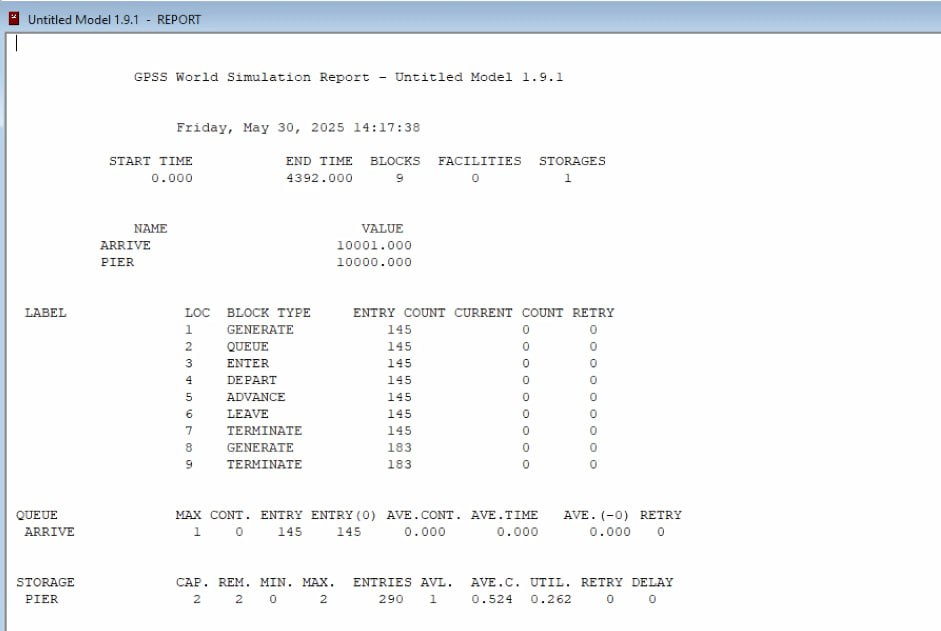 Untitled Model 1.9.1 - REPORT
GPSS World Simulation Report - Untitled Model 1.9.1
Friday, May 30, 2025 14:17:38
START TIME END TIME BLOCKS FACILITIES STORAGES
0.000 4392.000 9 0 1
NAME VALUE
ARRIVE 10001.000
PIER 10000.000
LABEL LOC BLOCK TYPE ENTRY COUNT CURRENT COUNT RETRY
1 GENERATE 145 0 0
2 QUEUE 145 0 0
3 ENTER 145 0 0
4 DEPART 145 0 0
5 ADVANCE 145 0 0
6 LEAVE 145 0 0
7 TERMINATE 145 0 0
8 GENERATE 183 0 0
9 TERMINATE 183 0 0
QUEUE MAX CONT. ENTRY ENTRY(0) AVE.CONT. AVE.TIME AVE.(-0) RETRY
ARRIVE 1 0 145 145 0.000 0.000 0.000 0
STORAGE CAP. REM. MIN. MAX. ENTRIES AVL. AVE.C. UTIL. RETRY DELAY
PIER 2 2 0 2 290 1 0.524 0.262 0 0